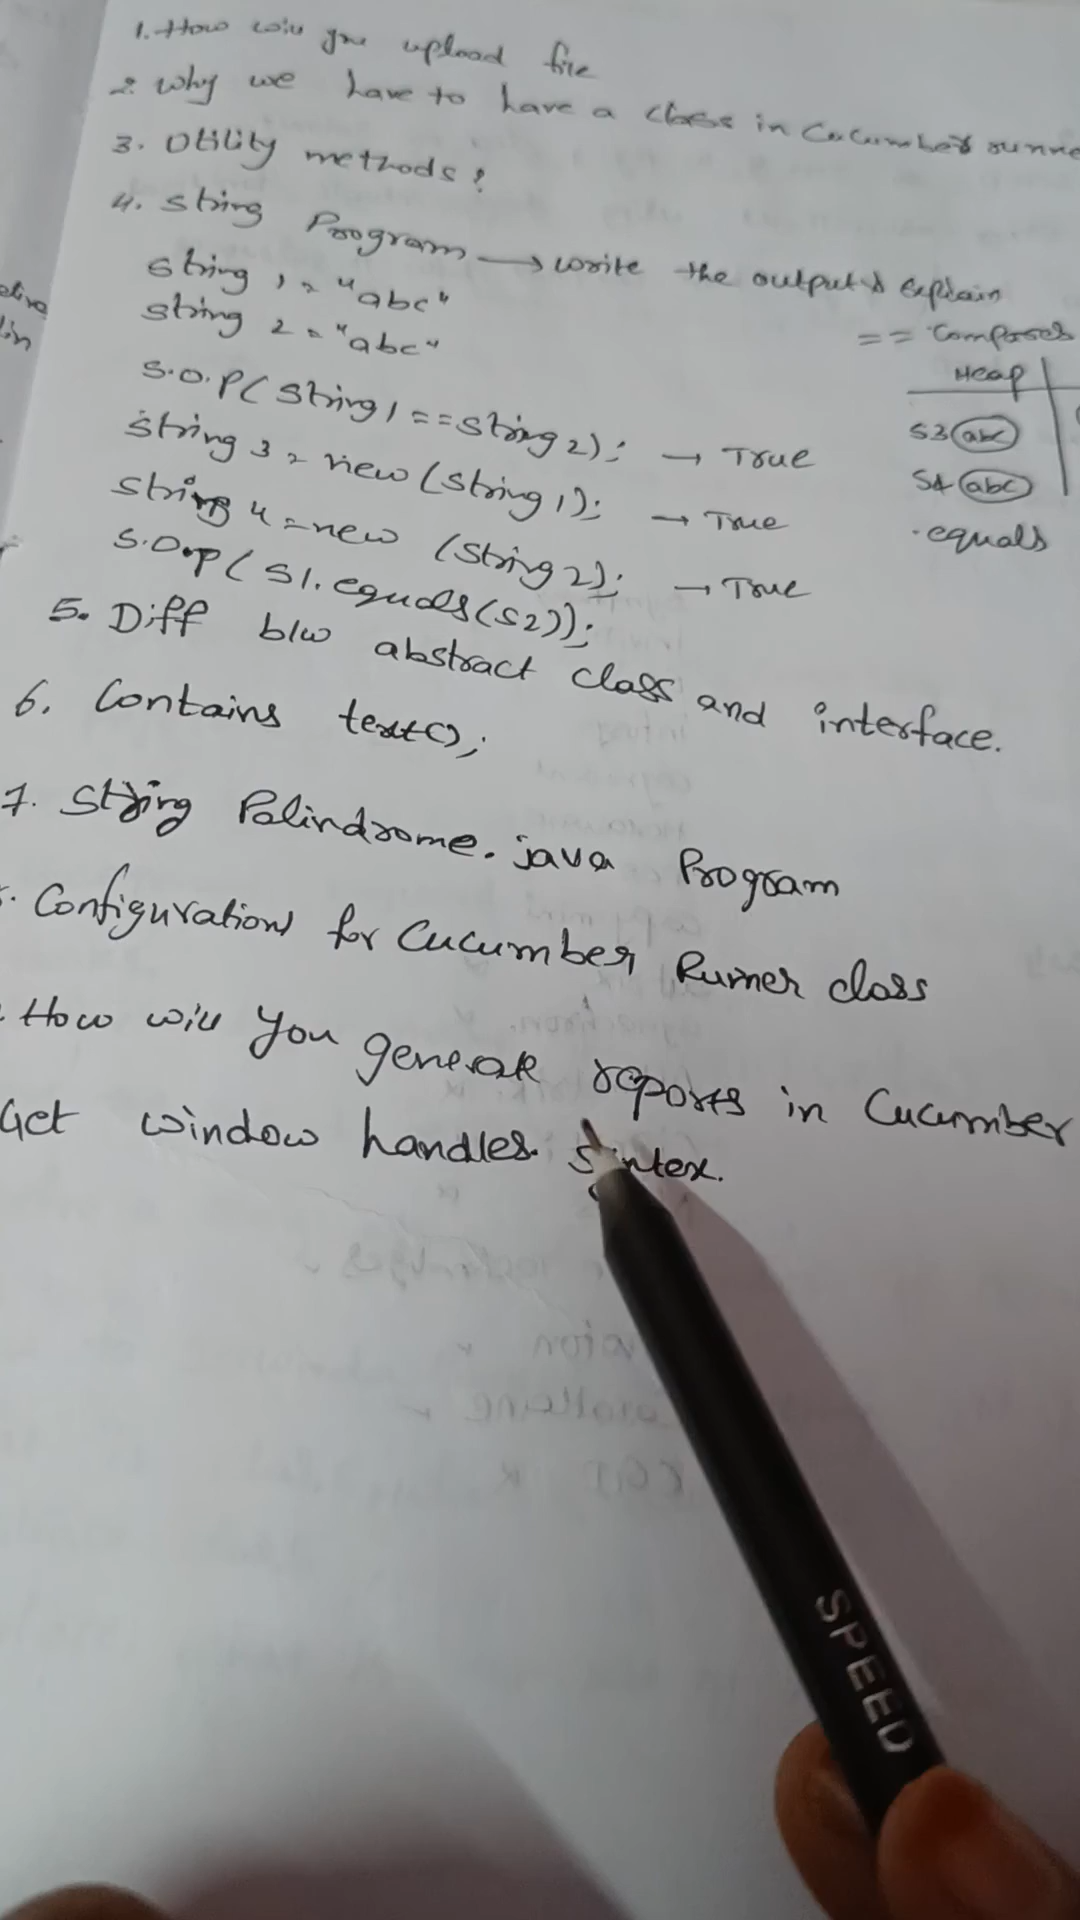 1. How will you upload file
2. Why we have to have a class in Cucumber runne
3. Utility methods?
4. string Program → write the output & explain
string 1 = "abc"
string 2 = "abc"
S.O.P( string1 == string2); → True
string 3 = new (string1); → True
string 4 = new (string2); → True
S.O.P( S1. equals(S2));
== Compares
Heap
S3 abc
S4 abc
.equals
5. Diff b/w abstract class and interface.
6. Contains text();
7. String Palindrome. java Program
Configurations for Cucumber Runner class
How will you generate reports in Cucumber
Get window handles. Syntex.
SPEED